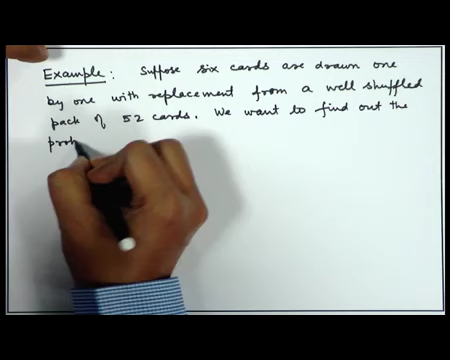 Example: Suppose six cards are drawn one
by one with replacement from a well shuffled
pack of 52 cards. We want to find out the
prob